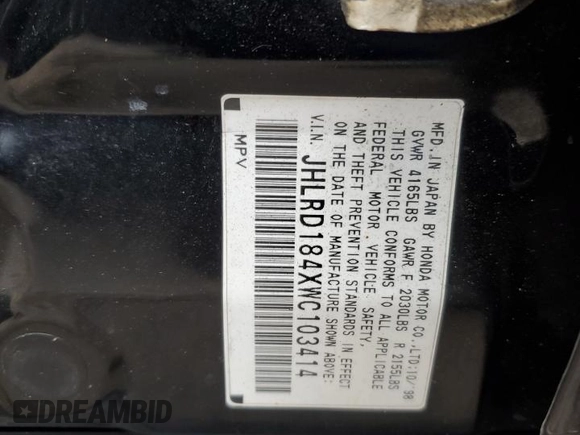 MFD. IN JAPAN BY HONDA MOTOR CO., LTD: 10/'98
GVWR 4165LBS GAWR F 2030LBS R 2155LBS
THIS VEHICLE CONFORMS TO ALL APPLICABLE
FEDERAL MOTOR VEHICLE SAFETY,
AND THEFT PREVENTION STANDARDS IN EFFECT
ON THE DATE OF MANUFACTURE SHOWN ABOVE:
V.I.N. JHLRD184XWC103414
MPV
DREAMBID